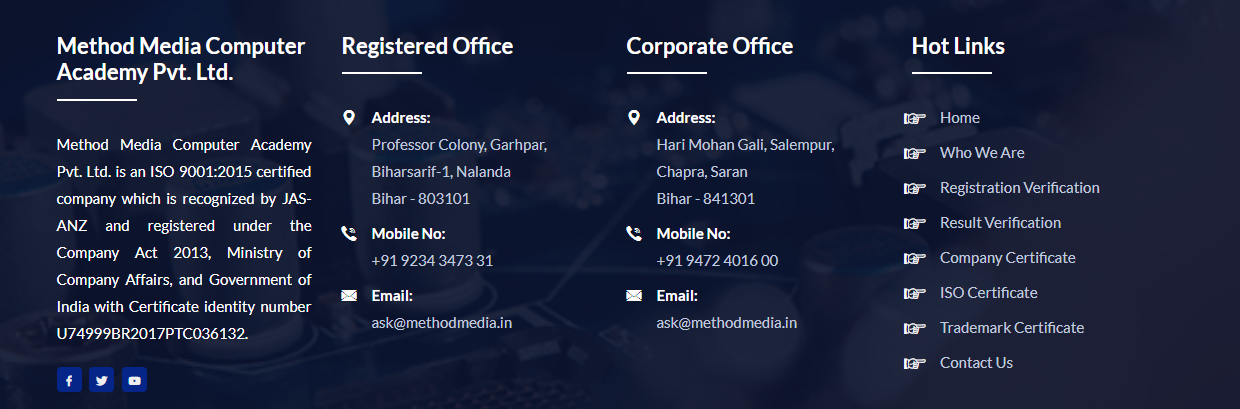 Method Media Computer
Academy Pvt. Ltd.
Method Media Computer Academy
Pvt. Ltd. is an ISO 9001:2015 certified
company which is recognized by JAS-
ANZ and registered under the
Company Act 2013, Ministry of
Company Affairs, and Government of
India with Certificate identity number
U74999BR2017PTC036132.
Registered Office
Address:
Professor Colony, Garhpar,
Biharsarif-1, Nalanda
Bihar - 803101
Mobile No:
+91 9234 3473 31
Email:
ask@methodmedia.in
Corporate Office
Address:
Hari Mohan Gali, Salempur,
Chapra, Saran
Bihar - 841301
Mobile No:
+91 9472 4016 00
Email:
ask@methodmedia.in
Hot Links
Home
Who We Are
Registration Verification
Result Verification
Company Certificate
ISO Certificate
Trademark Certificate
Contact Us